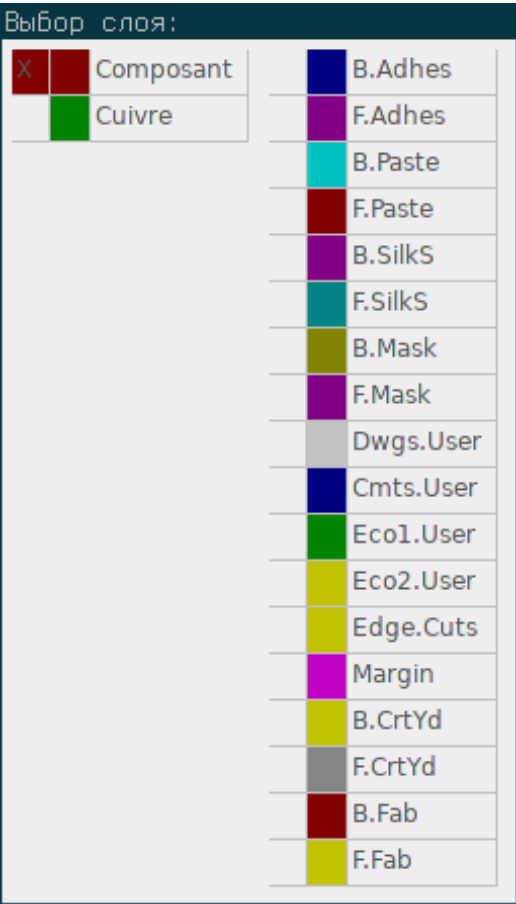 Выбор слоя:
X Composant
Cuivre
B.Adhes
F.Adhes
B.Paste
F.Paste
B.SilkS
F.SilkS
B.Mask
F.Mask
Dwgs.User
Cmts.User
Eco1.User
Eco2.User
Edge.Cuts
Margin
B.CrtYd
F.CrtYd
B.Fab
F.Fab